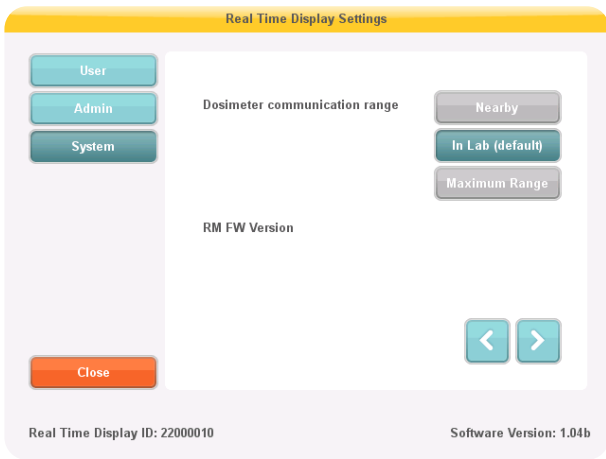 Real Time Display Settings
User
Admin
System
Dosimeter communication range
Nearby
In Lab (default)
Maximum Range
RM FW Version
Close
Real Time Display ID: 22000010
Software Version: 1.04b